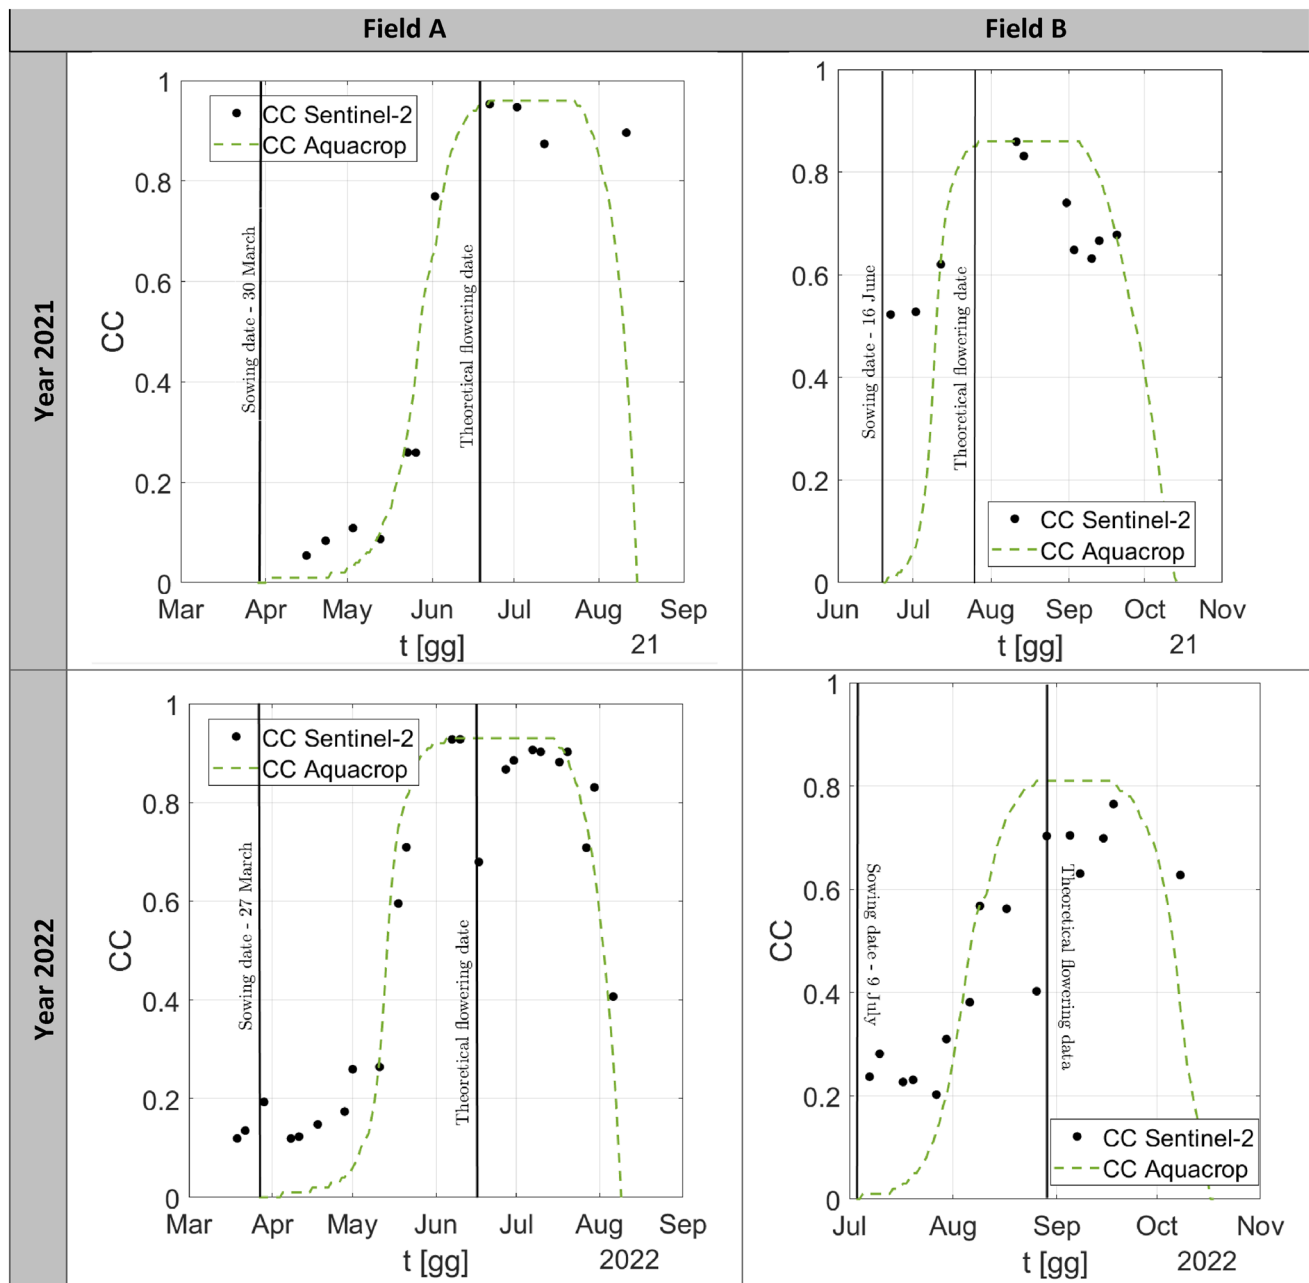 Field A
Field B
Year 2021
1
0.8
0.6
0.4
0.2
0
CC
CC Sentinel-2
CC Aquacrop
Sowing date - 30 March
Theoretical flowering date
Mar Apr May Jun Jul Aug Sep
t [gg]
21
1
0.8
0.6
0.4
0.2
0
Sowing date - 16 June
Theoretical flowering date
CC Sentinel-2
CC Aquacrop
Jun Jul Aug Sep Oct Nov
t [gg]
21
Year 2022
1
0.8
0.6
0.4
0.2
0
CC
CC Sentinel-2
CC Aquacrop
Sowing date - 27 March
Theoretical flowering date
Mar Apr May Jun Jul Aug Sep
t [gg]
2022
1
0.8
0.6
0.4
0.2
0
CC
Sowing date - 9 July
Theoretical flowering data
CC Sentinel-2
CC Aquacrop
Jul Aug Sep Oct Nov
t [gg]
2022